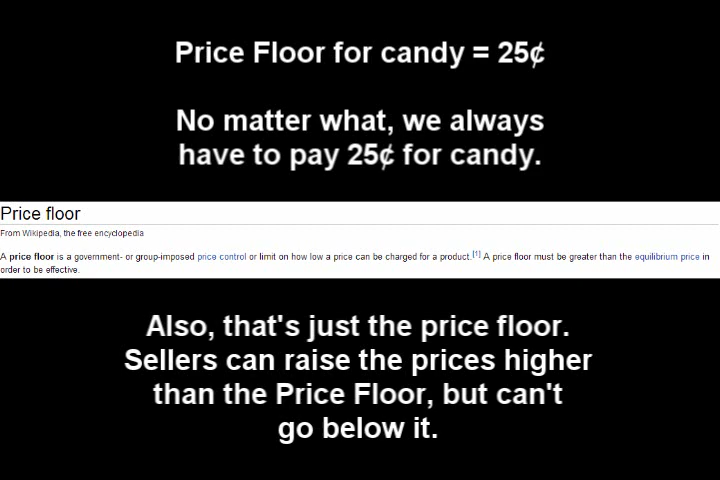 Price Floor for candy = 25¢
No matter what, we always
have to pay 25¢ for candy.
Price floor
From Wikipedia, the free encyclopedia
A price floor is a government- or group-imposed price control or limit on how low a price can be charged for a product.[1] A price floor must be greater than the equilibrium price in
order to be effective.
Also, that's just the price floor.
Sellers can raise the prices higher
than the Price Floor, but can't
go below it.